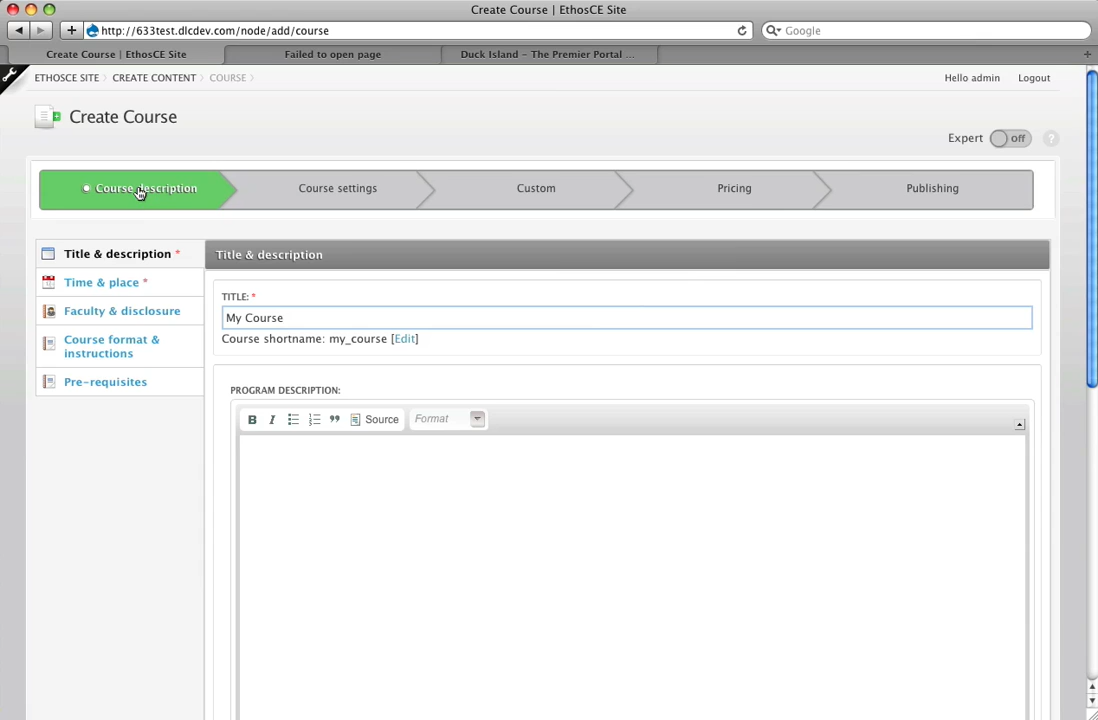 Create Course | EthosCE Site
http://633test.dlcdev.com/node/add/course
Google
Create Course | EthosCE Site
Failed to open page
Duck Island – The Premier Portal ...
ETHOSCE SITE
CREATE CONTENT
COURSE
Hello admin
Logout
Create Course
Expert
off
?
Course description
Course settings
Custom
Pricing
Publishing
Title & description *
Time & place *
Faculty & disclosure
Course format &
instructions
Pre-requisites
Title & description
TITLE: *
My Course
Course shortname: my_course [Edit]
PROGRAM DESCRIPTION:
B I Source Format